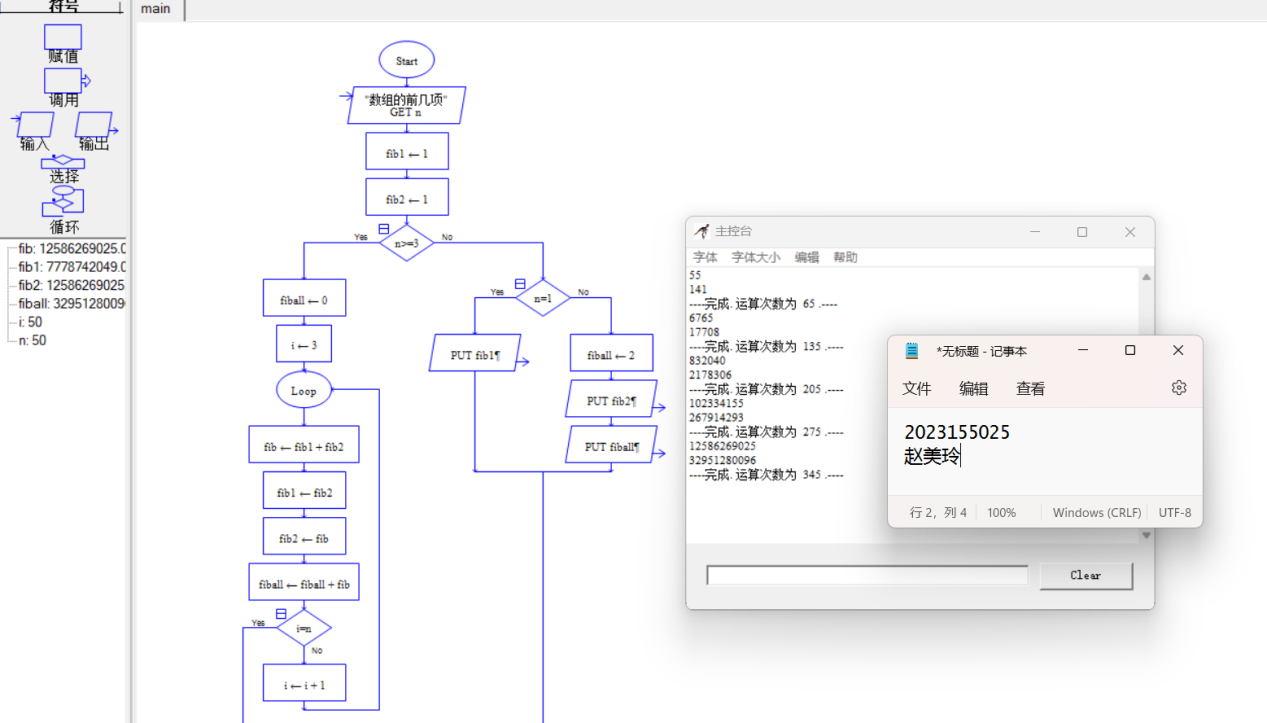 符号
main
赋值
调用
输入
输出
选择
循环
fib: 12586269025.0
fib1: 7778742049.0
fib2: 12586269025
fiball: 3295128009
i: 50
n: 50
Start
"数组的前几项"
GET n
fib1 ← 1
fib2 ← 1
Yes
n>=3
No
fiball ← 0
i ← 3
Loop
fib ← fib1 + fib2
fib1 ← fib2
fib2 ← fib
fiball ← fiball + fib
Yes
i=n
No
i ← i + 1
Yes
n=1
No
PUT fib1¶
fiball ← 2
PUT fib2¶
PUT fiball¶
主控台
字体 字体大小 编辑 帮助
55
141
----完成. 运算次数为 65 .----
6765
17708
----完成. 运算次数为 135 .----
832040
2178306
----完成. 运算次数为 205 .----
102334155
267914293
----完成. 运算次数为 275 .----
12586269025
32951280096
----完成. 运算次数为 345 .----
Clear
*无标题 - 记事本
文件 编辑 查看
2023155025
赵美玲
行 2，列 4 100% Windows (CRLF) UTF-8